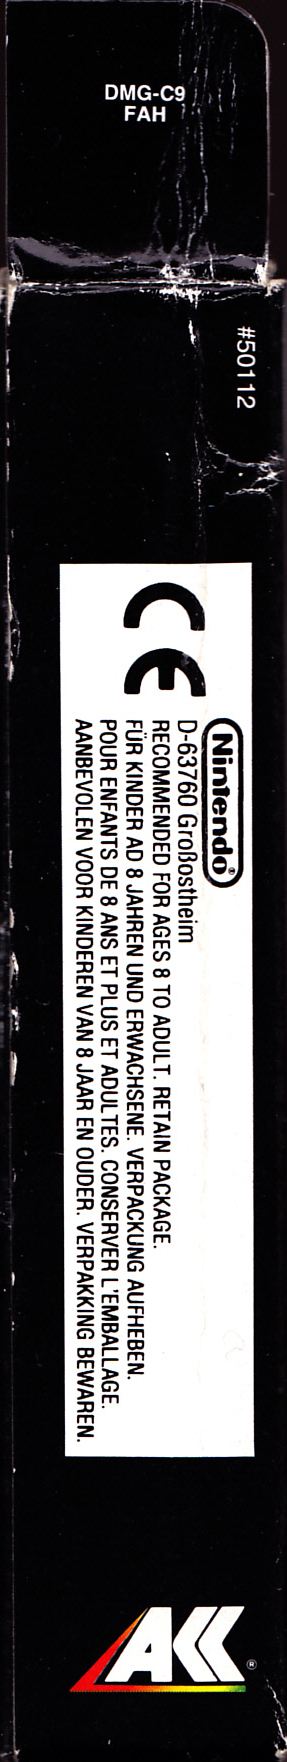 DMG-C9
FAH
#50112
CE
Nintendo®
D-63760 Großostheim
RECOMMENDED FOR AGES 8 TO ADULT. RETAIN PACKAGE.
FÜR KINDER AD 8 JAHREN UND ERWACHSENE. VERPACKUNG AUFHEBEN.
POUR ENFANTS DE 8 ANS ET PLUS ET ADULTES. CONSERVER L'EMBALLAGE.
AANBEVOLEN VOOR KINDEREN VAN 8 JAAR EN OUDER. VERPAKKING BEWAREN.
AKK®